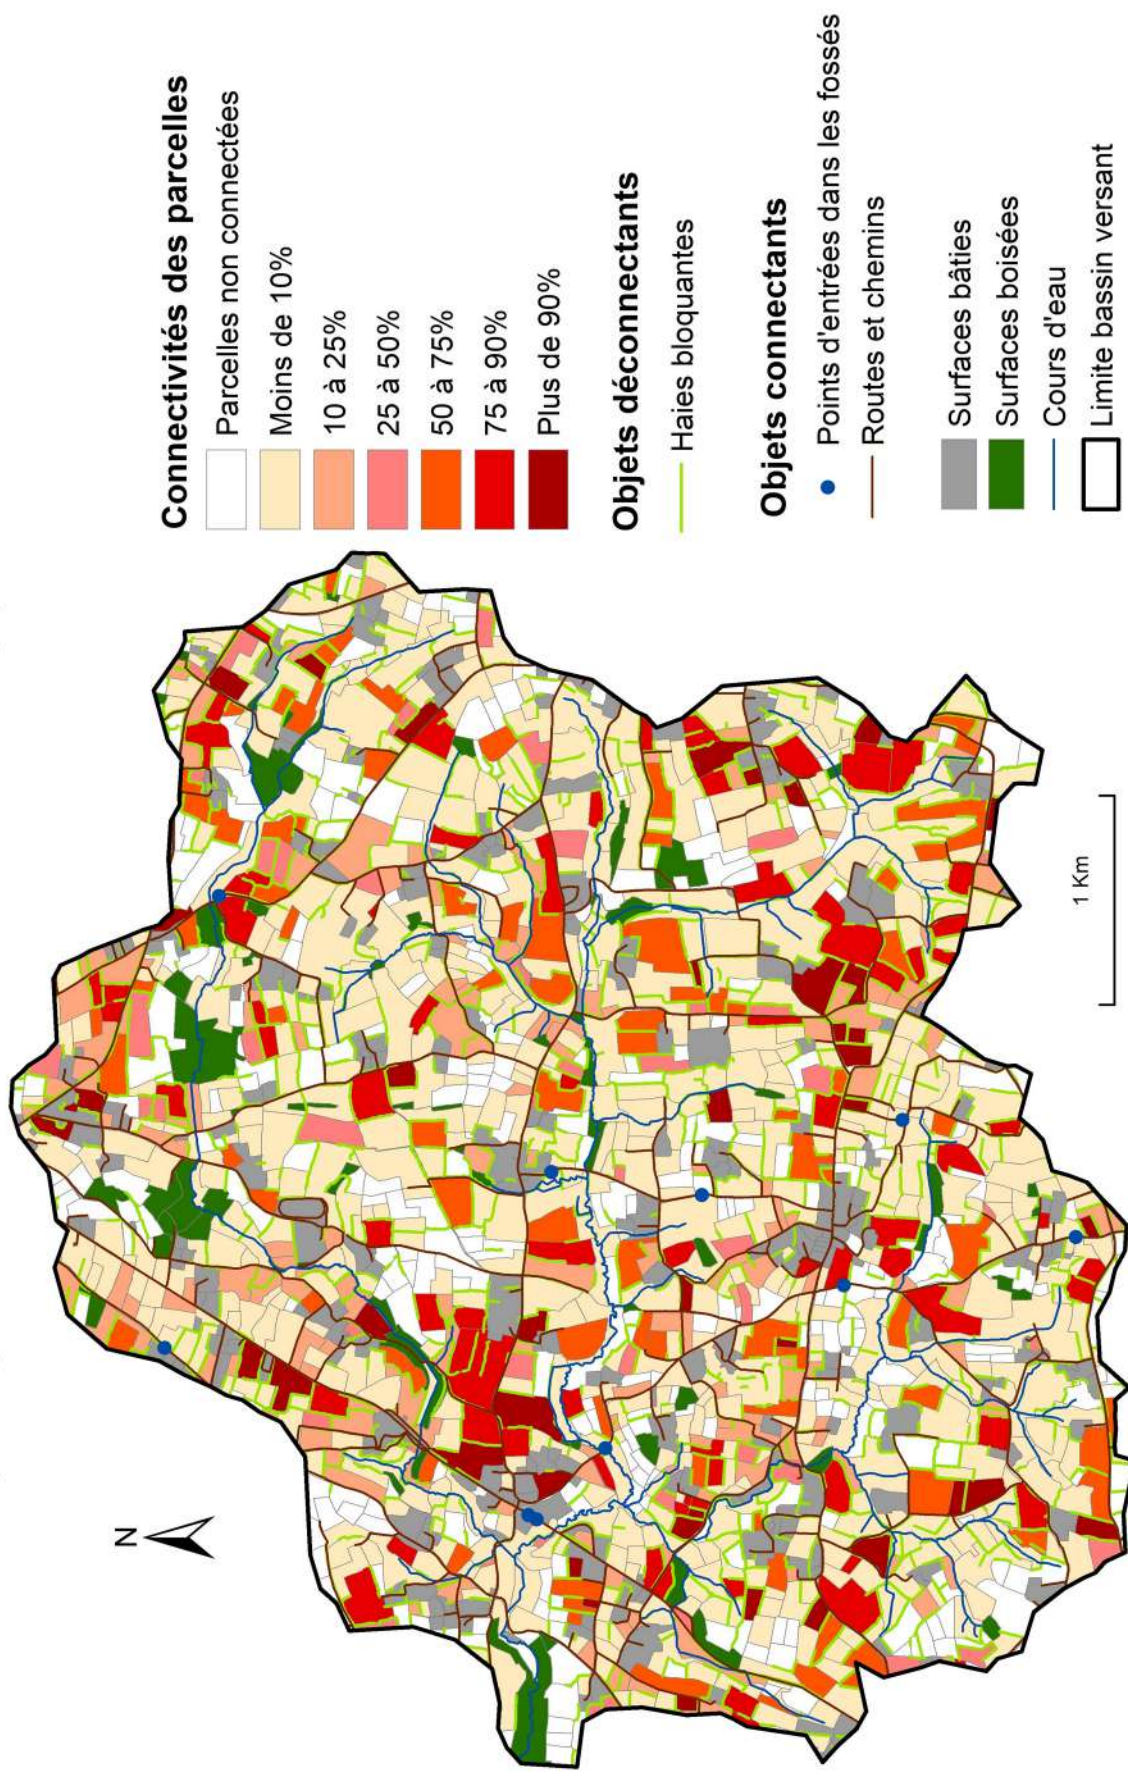 Connectivités des parcelles
Parcelles non connectées
Moins de 10%
10 à 25%
25 à 50%
50 à 75%
75 à 90%
Plus de 90%
Objets déconnectants
Haies bloquantes
Objets connectants
Points d'entrées dans les fossés
Routes et chemins
Surfaces bâties
Surfaces boisées
Cours d'eau
Limite bassin versant
N
1 Km